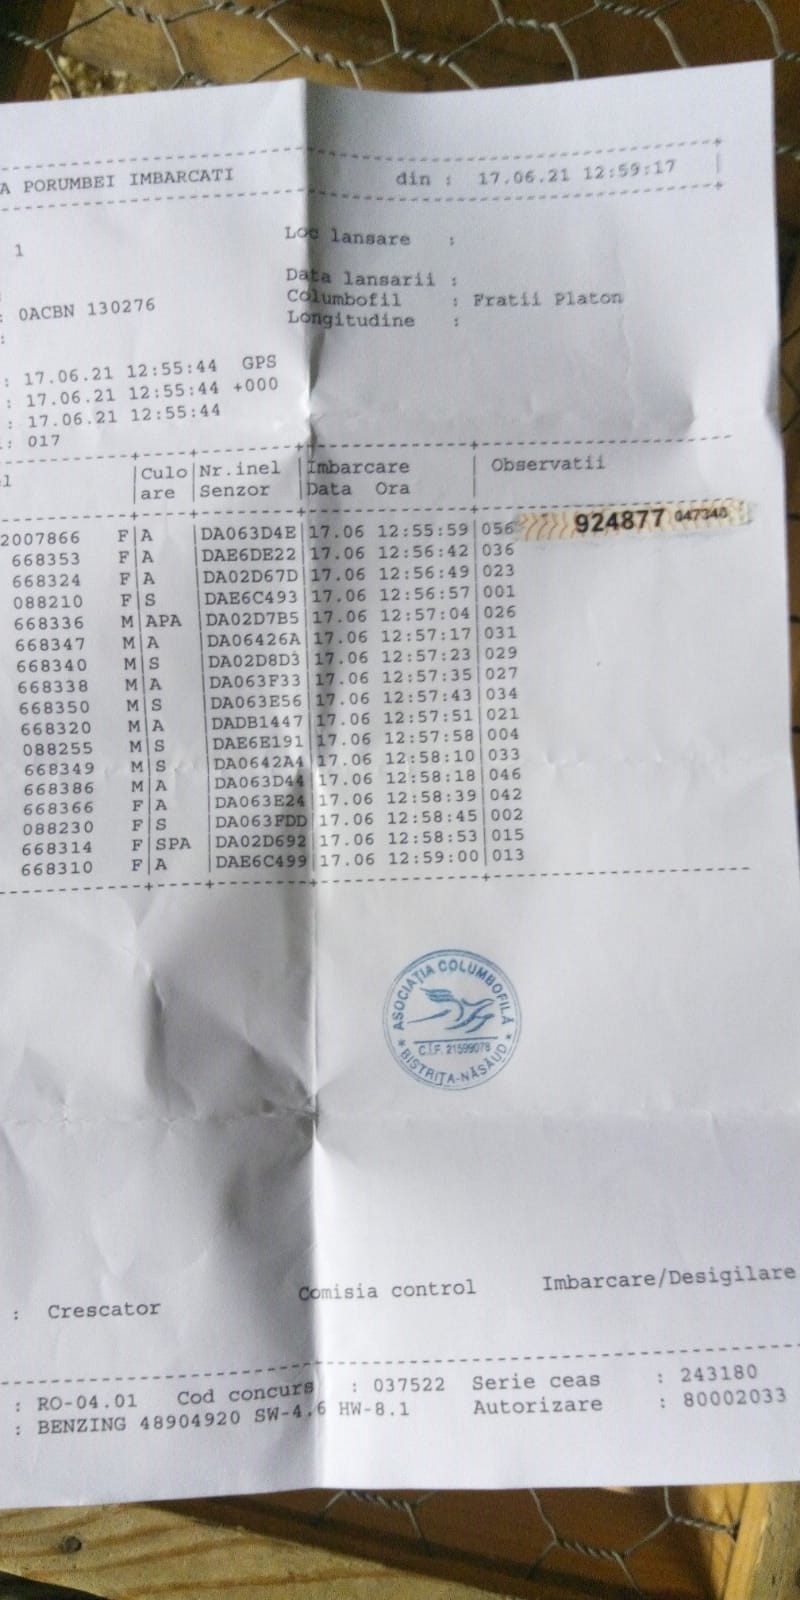 A PORUMBEI IMBARCATI din : 17.06.21 12:59:17
1 Loc lansare :
Data lansarii :
: 0ACBN 130276 Columbofil : Fratii Platon
: Longitudine :
: 17.06.21 12:55:44 GPS
: 17.06.21 12:55:44 +000
: 17.06.21 12:55:44
: 017
l Culo Nr.inel Imbarcare Observatii
are Senzor Data Ora
2007866 F A DA063D4E 17.06 12:55:59 056 924877 047340
668353 F A DAE6DE22 17.06 12:56:42 036
668324 F A DA02D67D 17.06 12:56:49 023
088210 F S DAE6C493 17.06 12:56:57 001
668336 M APA DA02D7B5 17.06 12:57:04 026
668347 M A DA06426A 17.06 12:57:17 031
668340 M S DA02D8D3 17.06 12:57:23 029
668338 M A DA063F33 17.06 12:57:35 027
668350 M S DA063E56 17.06 12:57:43 034
668320 M A DADB1447 17.06 12:57:51 021
088255 M S DAE6E191 17.06 12:57:58 004
668349 M S DA0642A4 17.06 12:58:10 033
668386 M A DA063D44 17.06 12:58:18 046
668366 F A DA063E24 17.06 12:58:39 042
088230 F S DA063FDD 17.06 12:58:45 002
668314 F SPA DA02D692 17.06 12:58:53 015
668310 F A DAE6C499 17.06 12:59:00 013
ASOCIAȚIA COLUMBOFILĂ
C.I.F. 21599078
* BISTRIȚA-NĂSĂUD *
: Crescator Comisia control Imbarcare/Desigilare
: RO-04.01 Cod concurs : 037522 Serie ceas : 243180
: BENZING 48904920 SW-4.6 HW-8.1 Autorizare : 80002033